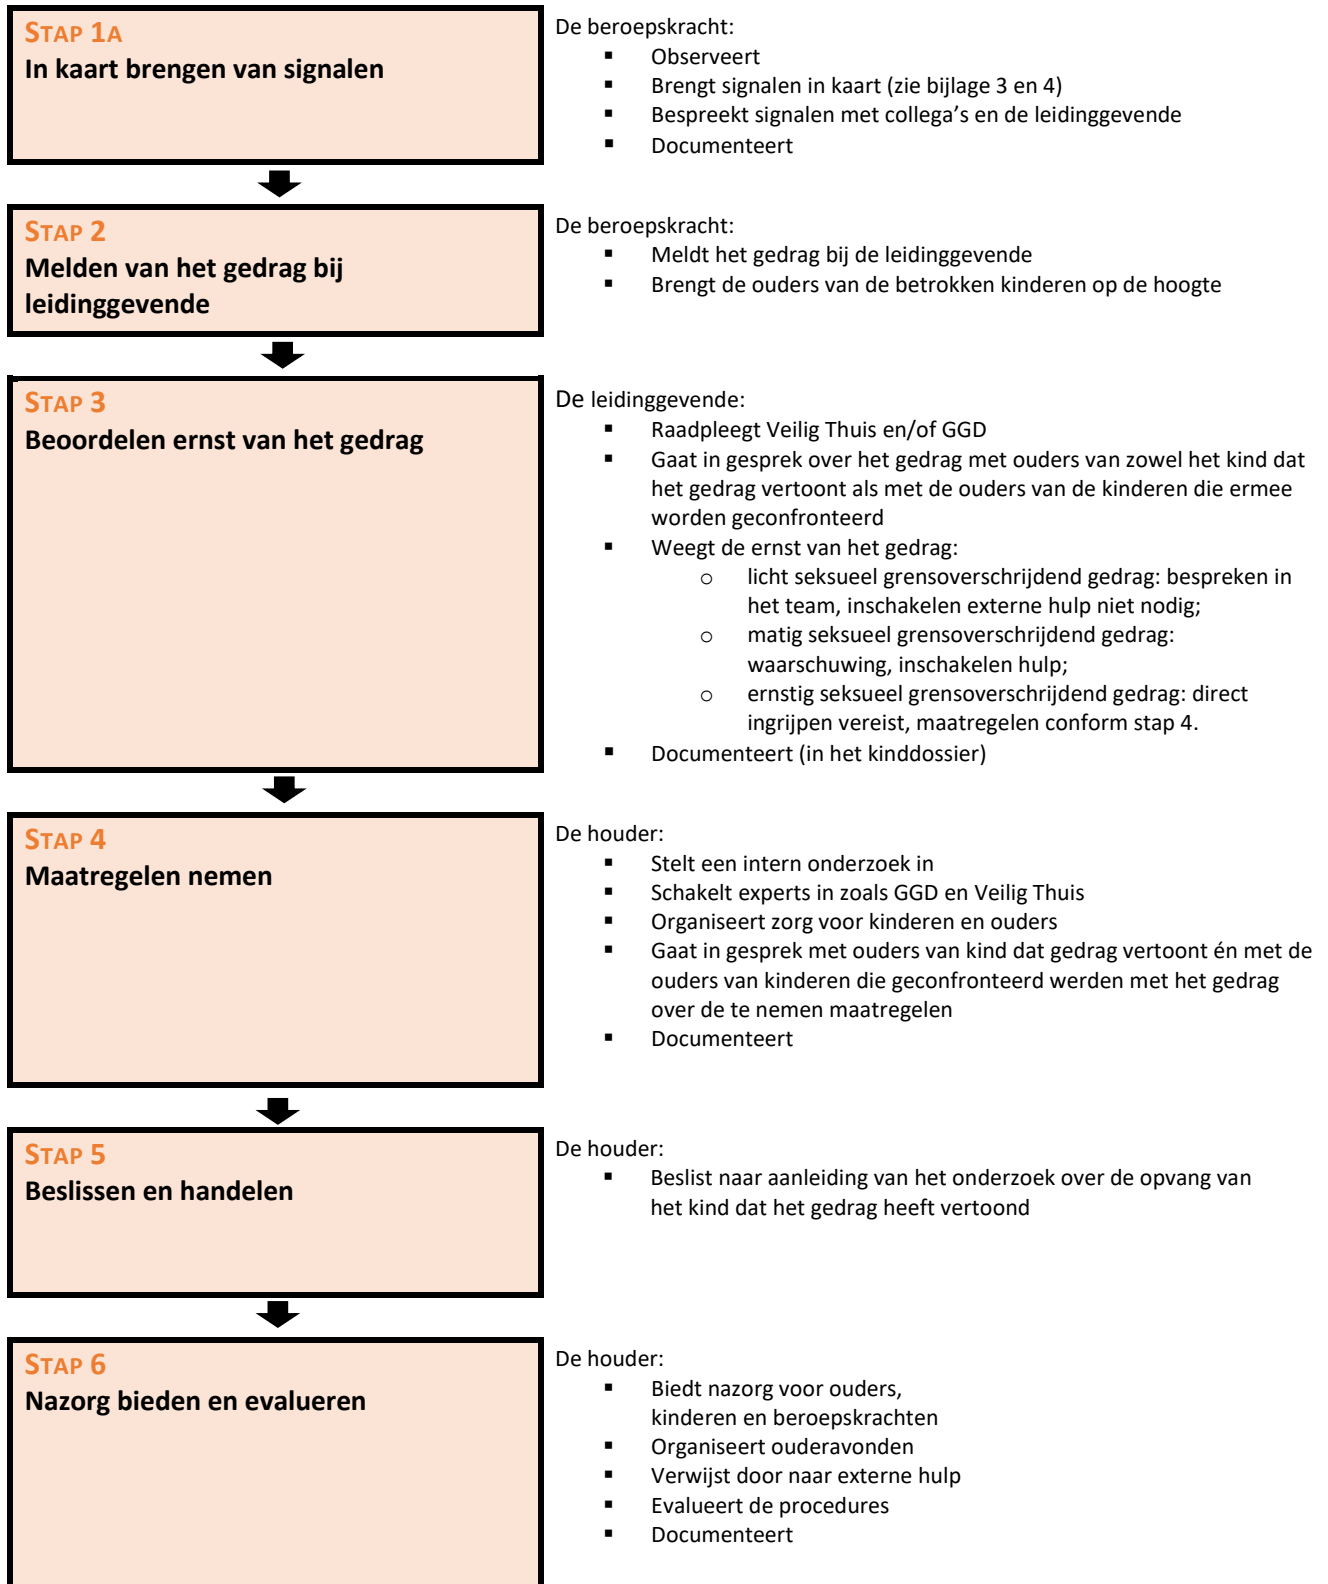 STAP 1A
In kaart brengen van signalen
De beroepskracht:
▪ Observeert
▪ Brengt signalen in kaart (zie bijlage 3 en 4)
▪ Bespreekt signalen met collega’s en de leidinggevende
▪ Documenteert
STAP 2
Melden van het gedrag bij
leidinggevende
De beroepskracht:
▪ Meldt het gedrag bij de leidinggevende
▪ Brengt de ouders van de betrokken kinderen op de hoogte
STAP 3
Beoordelen ernst van het gedrag
De leidinggevende:
▪ Raadpleegt Veilig Thuis en/of GGD
▪ Gaat in gesprek over het gedrag met ouders van zowel het kind dat
het gedrag vertoont als met de ouders van de kinderen die ermee
worden geconfronteerd
▪ Weegt de ernst van het gedrag:
o licht seksueel grensoverschrijdend gedrag: bespreken in
het team, inschakelen externe hulp niet nodig;
o matig seksueel grensoverschrijdend gedrag:
waarschuwing, inschakelen hulp;
o ernstig seksueel grensoverschrijdend gedrag: direct
ingrijpen vereist, maatregelen conform stap 4.
▪ Documenteert (in het kinddossier)
STAP 4
Maatregelen nemen
De houder:
▪ Stelt een intern onderzoek in
▪ Schakelt experts in zoals GGD en Veilig Thuis
▪ Organiseert zorg voor kinderen en ouders
▪ Gaat in gesprek met ouders van kind dat gedrag vertoont én met de
ouders van kinderen die geconfronteerd werden met het gedrag
over de te nemen maatregelen
▪ Documenteert
STAP 5
Beslissen en handelen
De houder:
▪ Beslist naar aanleiding van het onderzoek over de opvang van
het kind dat het gedrag heeft vertoond
STAP 6
Nazorg bieden en evalueren
De houder:
▪ Biedt nazorg voor ouders,
kinderen en beroepskrachten
▪ Organiseert ouderavonden
▪ Verwijst door naar externe hulp
▪ Evalueert de procedures
▪ Documenteert